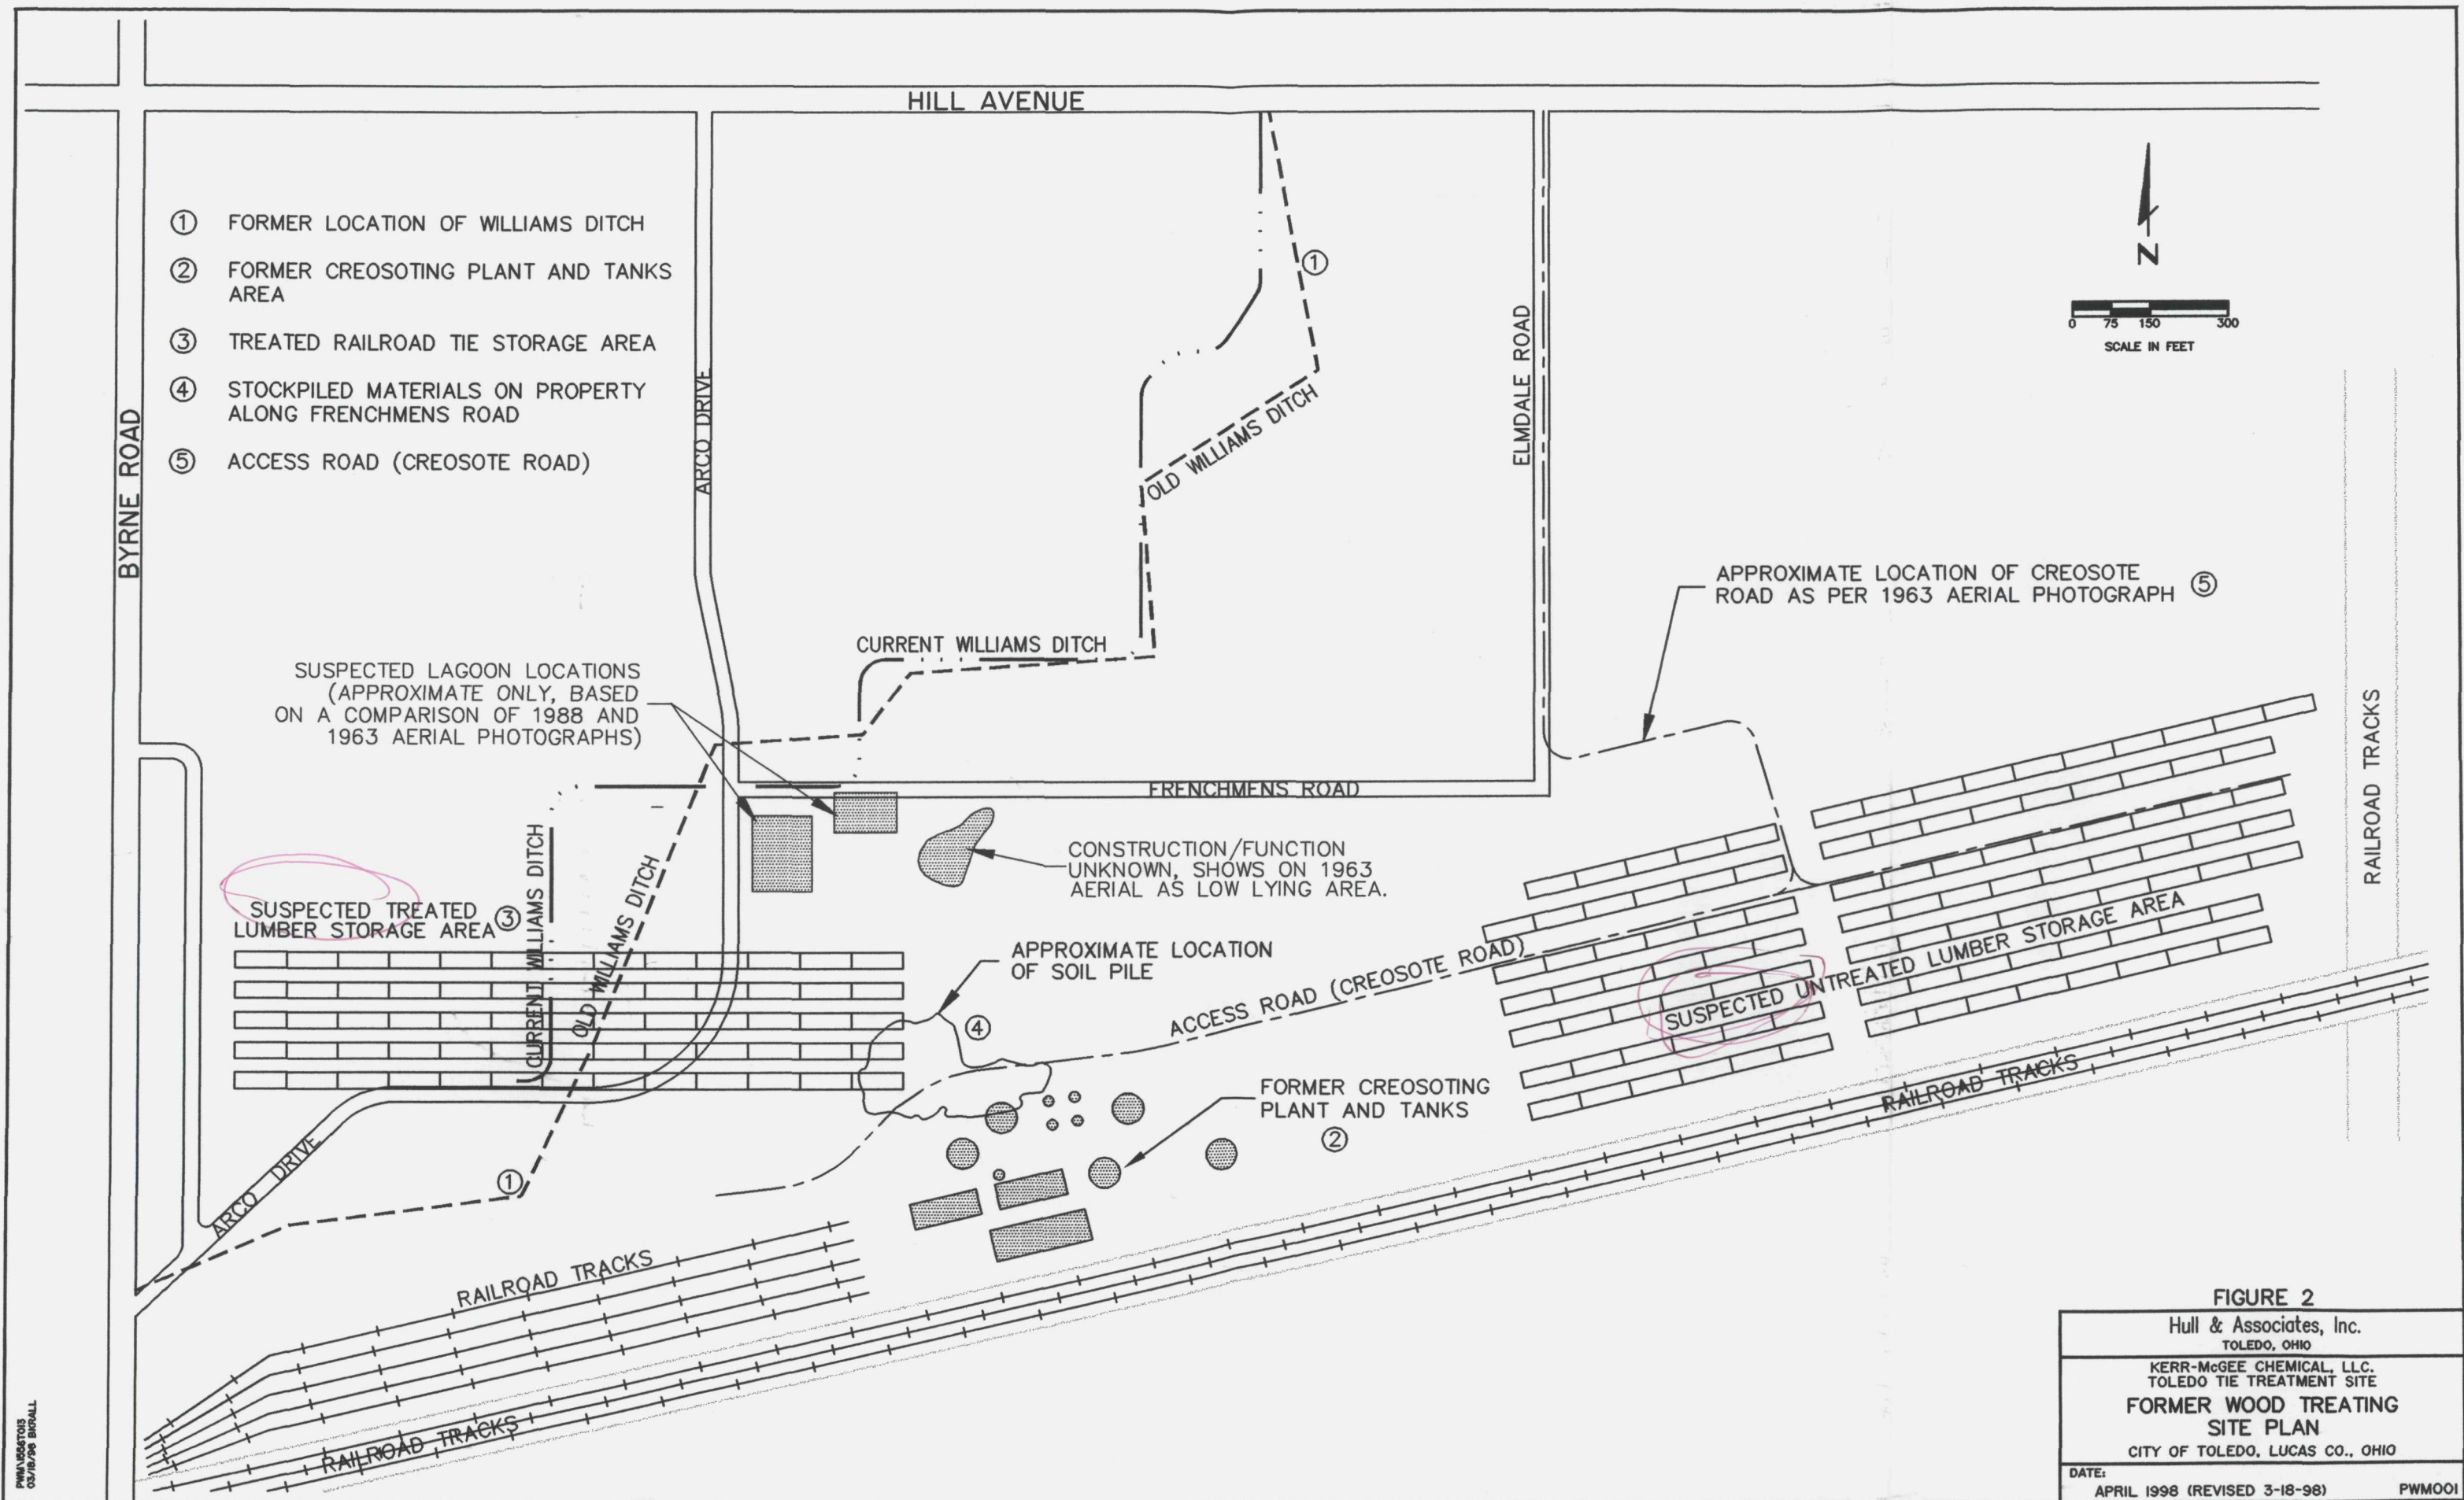 HILL AVENUE
① FORMER LOCATION OF WILLIAMS DITCH
② FORMER CREOSOTING PLANT AND TANKS
AREA
③ TREATED RAILROAD TIE STORAGE AREA
④ STOCKPILED MATERIALS ON PROPERTY
ALONG FRENCHMENS ROAD
⑤ ACCESS ROAD (CREOSOTE ROAD)
BYRNE ROAD
ARCO DRIVE
①
OLD WILLIAMS DITCH
ELMDALE ROAD
N
0 75 150 300
SCALE IN FEET
APPROXIMATE LOCATION OF CREOSOTE
ROAD AS PER 1963 AERIAL PHOTOGRAPH ⑤
CURRENT WILLIAMS DITCH
SUSPECTED LAGOON LOCATIONS
(APPROXIMATE ONLY, BASED
ON A COMPARISON OF 1988 AND
1963 AERIAL PHOTOGRAPHS)
FRENCHMENS ROAD
RAILROAD TRACKS
CONSTRUCTION/FUNCTION
UNKNOWN, SHOWS ON 1963
AERIAL AS LOW LYING AREA.
SUSPECTED TREATED
LUMBER STORAGE AREA ③
CURRENT WILLIAMS DITCH
OLD WILLIAMS DITCH
APPROXIMATE LOCATION
OF SOIL PILE
④
ACCESS ROAD (CREOSOTE ROAD)
SUSPECTED UNTREATED LUMBER STORAGE AREA
FORMER CREOSOTING
PLANT AND TANKS
②
RAILROAD TRACKS
ARCO DRIVE
①
RAILROAD TRACKS
RAILROAD TRACKS
FIGURE 2
Hull & Associates, Inc.
TOLEDO, OHIO
KERR-McGEE CHEMICAL, LLC.
TOLEDO TIE TREATMENT SITE
FORMER WOOD TREATING
SITE PLAN
CITY OF TOLEDO, LUCAS CO., OHIO
DATE:
APRIL 1998 (REVISED 3-18-98) PWM001
03/18/98